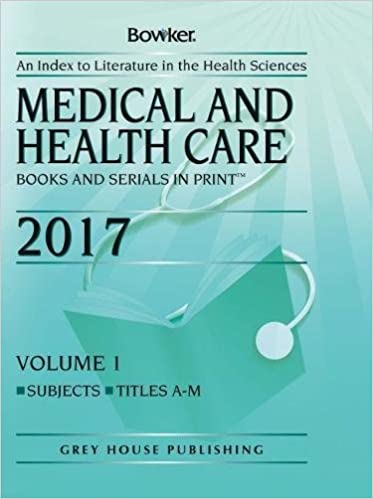 Bowker®
An Index to Literature in the Health Sciences
MEDICAL AND
HEALTH CARE
BOOKS AND SERIALS IN PRINT™
2017
VOLUME 1
■SUBJECTS ■TITLES A-M
GREY HOUSE PUBLISHING